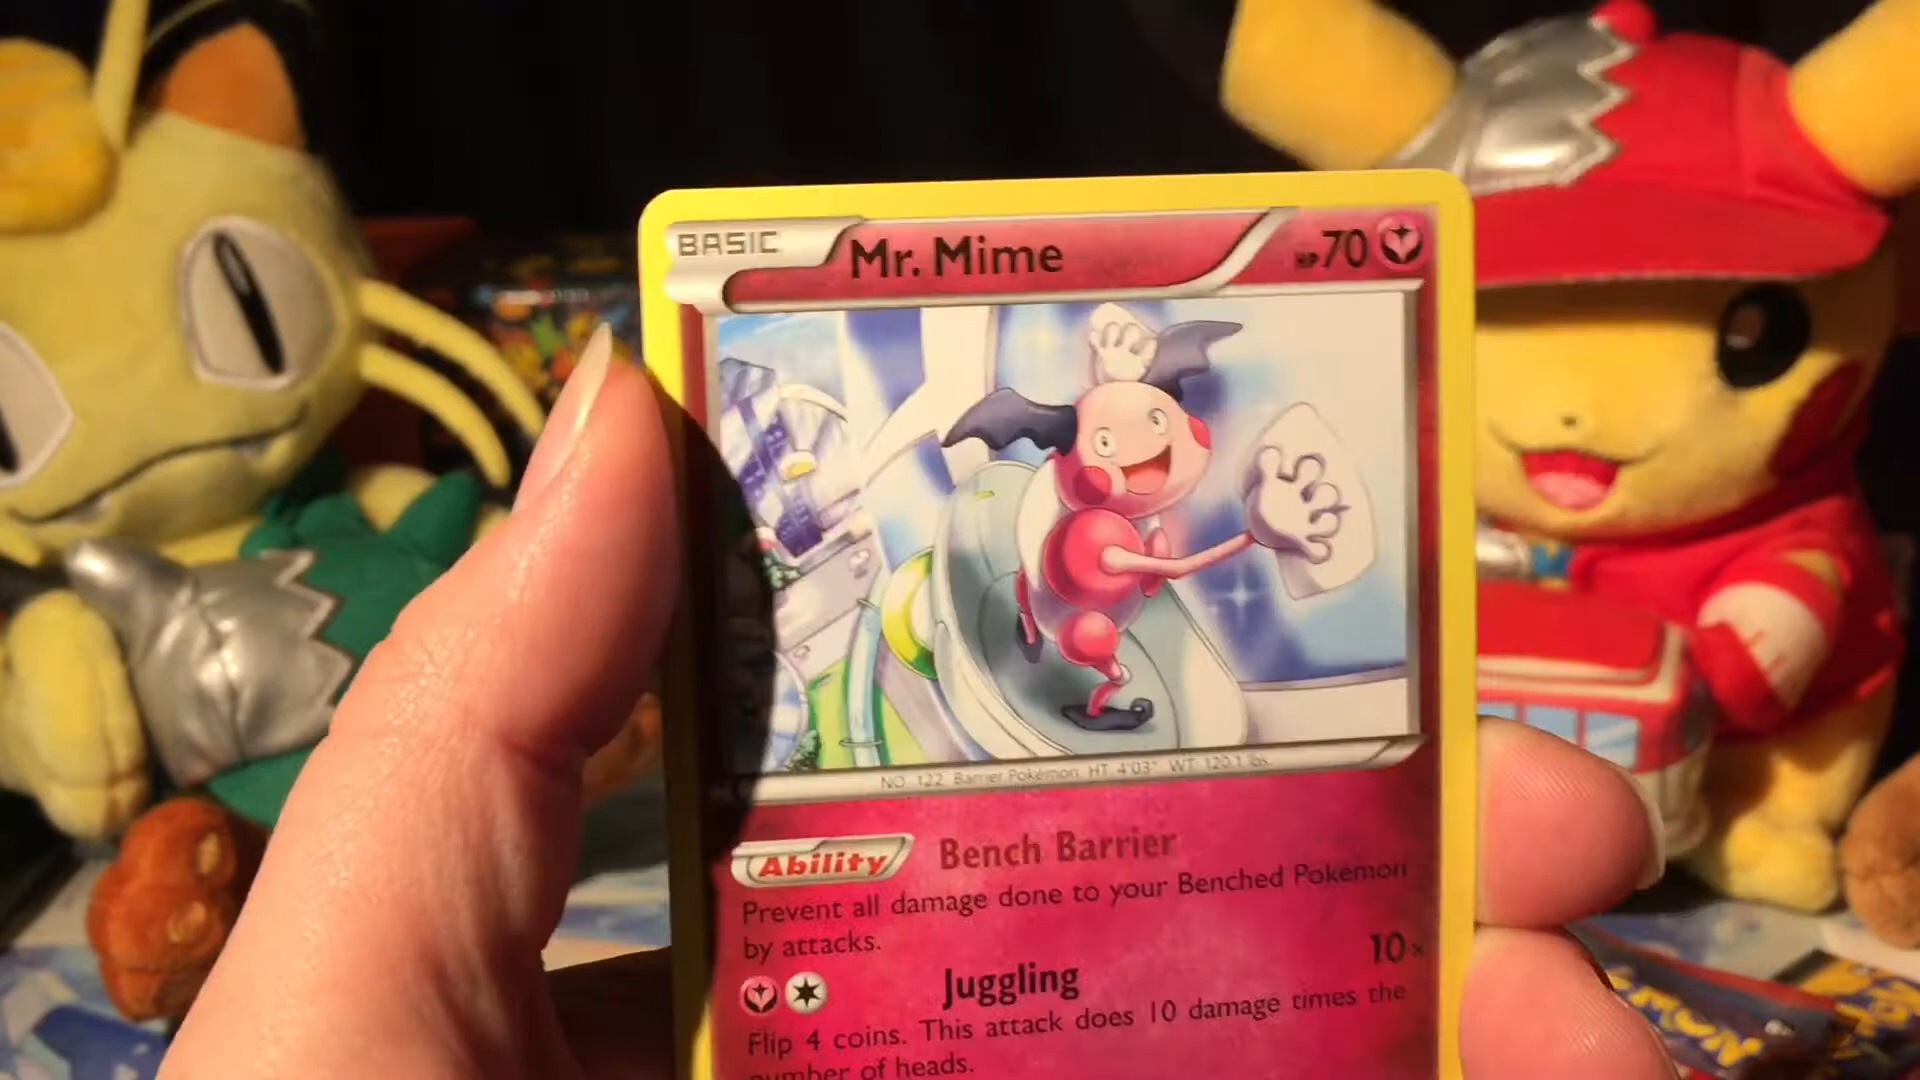 BASIC Mr. Mime HP70
NO. 122 Barrier Pokémon HT: 4'03" WT: 120.1 lbs.
Ability Bench Barrier
Prevent all damage done to your Benched Pokémon
by attacks.
Juggling 10×
Flip 4 coins. This attack does 10 damage times the
number of heads.